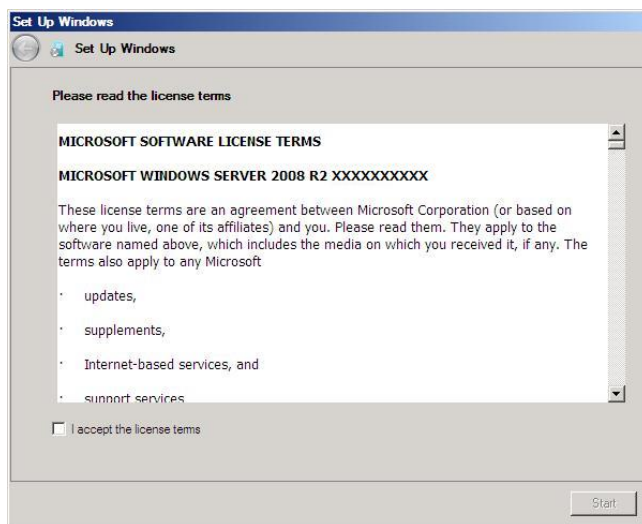 Set Up Windows
Set Up Windows
Please read the license terms
MICROSOFT SOFTWARE LICENSE TERMS
MICROSOFT WINDOWS SERVER 2008 R2 XXXXXXXXXX
These license terms are an agreement between Microsoft Corporation (or based on
where you live, one of its affiliates) and you. Please read them. They apply to the
software named above, which includes the media on which you received it, if any. The
terms also apply to any Microsoft
· updates,
· supplements,
· Internet-based services, and
· support services
I accept the license terms
Start